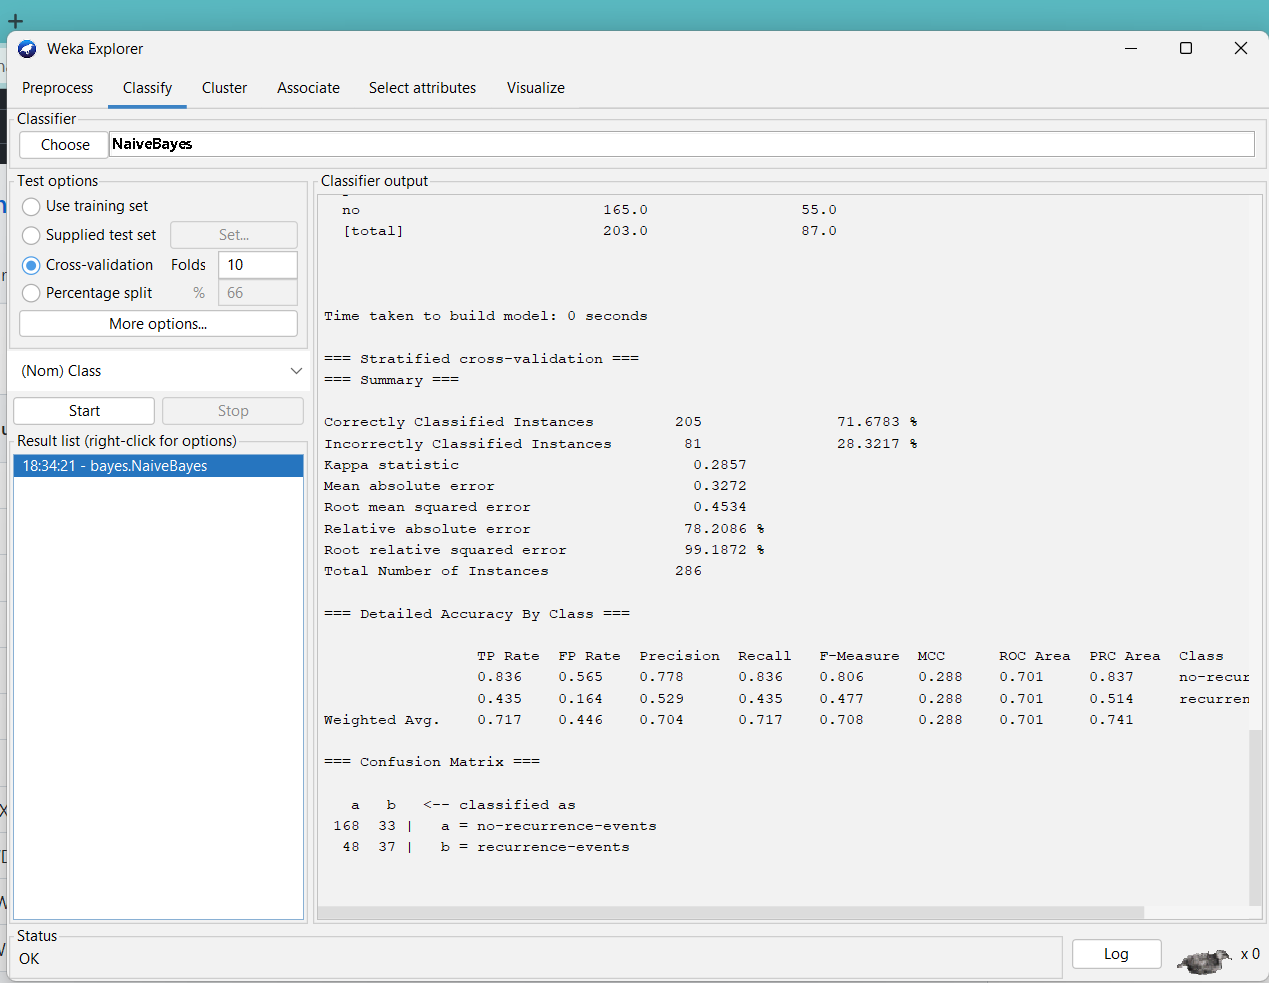 +
Weka Explorer
Preprocess Classify Cluster Associate Select attributes Visualize
Classifier
Choose NaiveBayes
Test options
Use training set
Supplied test set Set...
Cross-validation Folds 10
Percentage split % 66
More options...
(Nom) Class
Start Stop
Result list (right-click for options)
18:34:21 - bayes.NaiveBayes
Classifier output
no 165.0 55.0
[total] 203.0 87.0
Time taken to build model: 0 seconds
=== Stratified cross-validation ===
=== Summary ===
Correctly Classified Instances 205 71.6783 %
Incorrectly Classified Instances 81 28.3217 %
Kappa statistic 0.2857
Mean absolute error 0.3272
Root mean squared error 0.4534
Relative absolute error 78.2086 %
Root relative squared error 99.1872 %
Total Number of Instances 286
=== Detailed Accuracy By Class ===
TP Rate FP Rate Precision Recall F-Measure MCC ROC Area PRC Area Class
0.836 0.565 0.778 0.836 0.806 0.288 0.701 0.837 no-recur
0.435 0.164 0.529 0.435 0.477 0.288 0.701 0.514 recurren
Weighted Avg. 0.717 0.446 0.704 0.717 0.708 0.288 0.701 0.741
=== Confusion Matrix ===
a b <-- classified as
168 33 | a = no-recurrence-events
48 37 | b = recurrence-events
Status
OK
Log
x 0